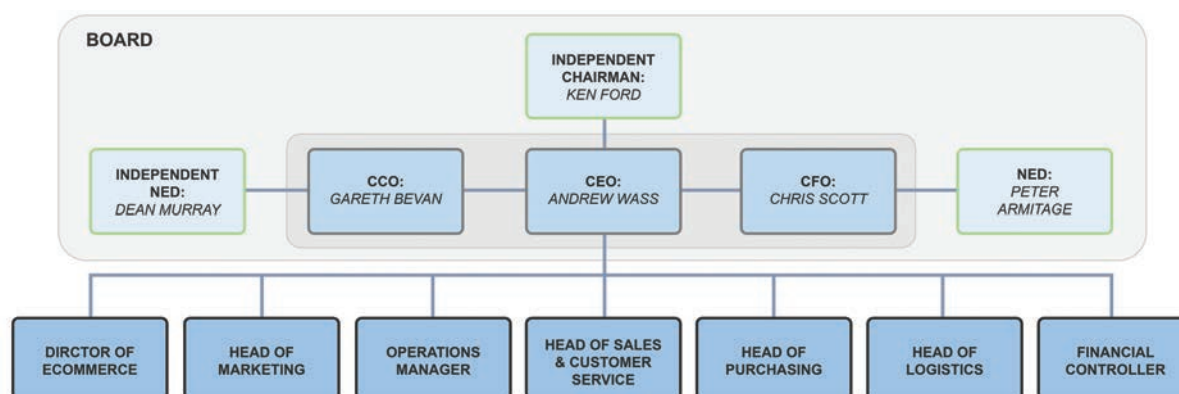 BOARD
INDEPENDENT
CHAIRMAN:
KEN FORD
INDEPENDENT
NED:
DEAN MURRAY
CCO:
GARETH BEVAN
CEO:
ANDREW WASS
CFO:
CHRIS SCOTT
NED:
PETER
ARMITAGE
DIRCTOR OF
ECOMMERCE
HEAD OF
MARKETING
OPERATIONS
MANAGER
HEAD OF SALES
& CUSTOMER
SERVICE
HEAD OF
PURCHASING
HEAD OF
LOGISTICS
FINANCIAL
CONTROLLER